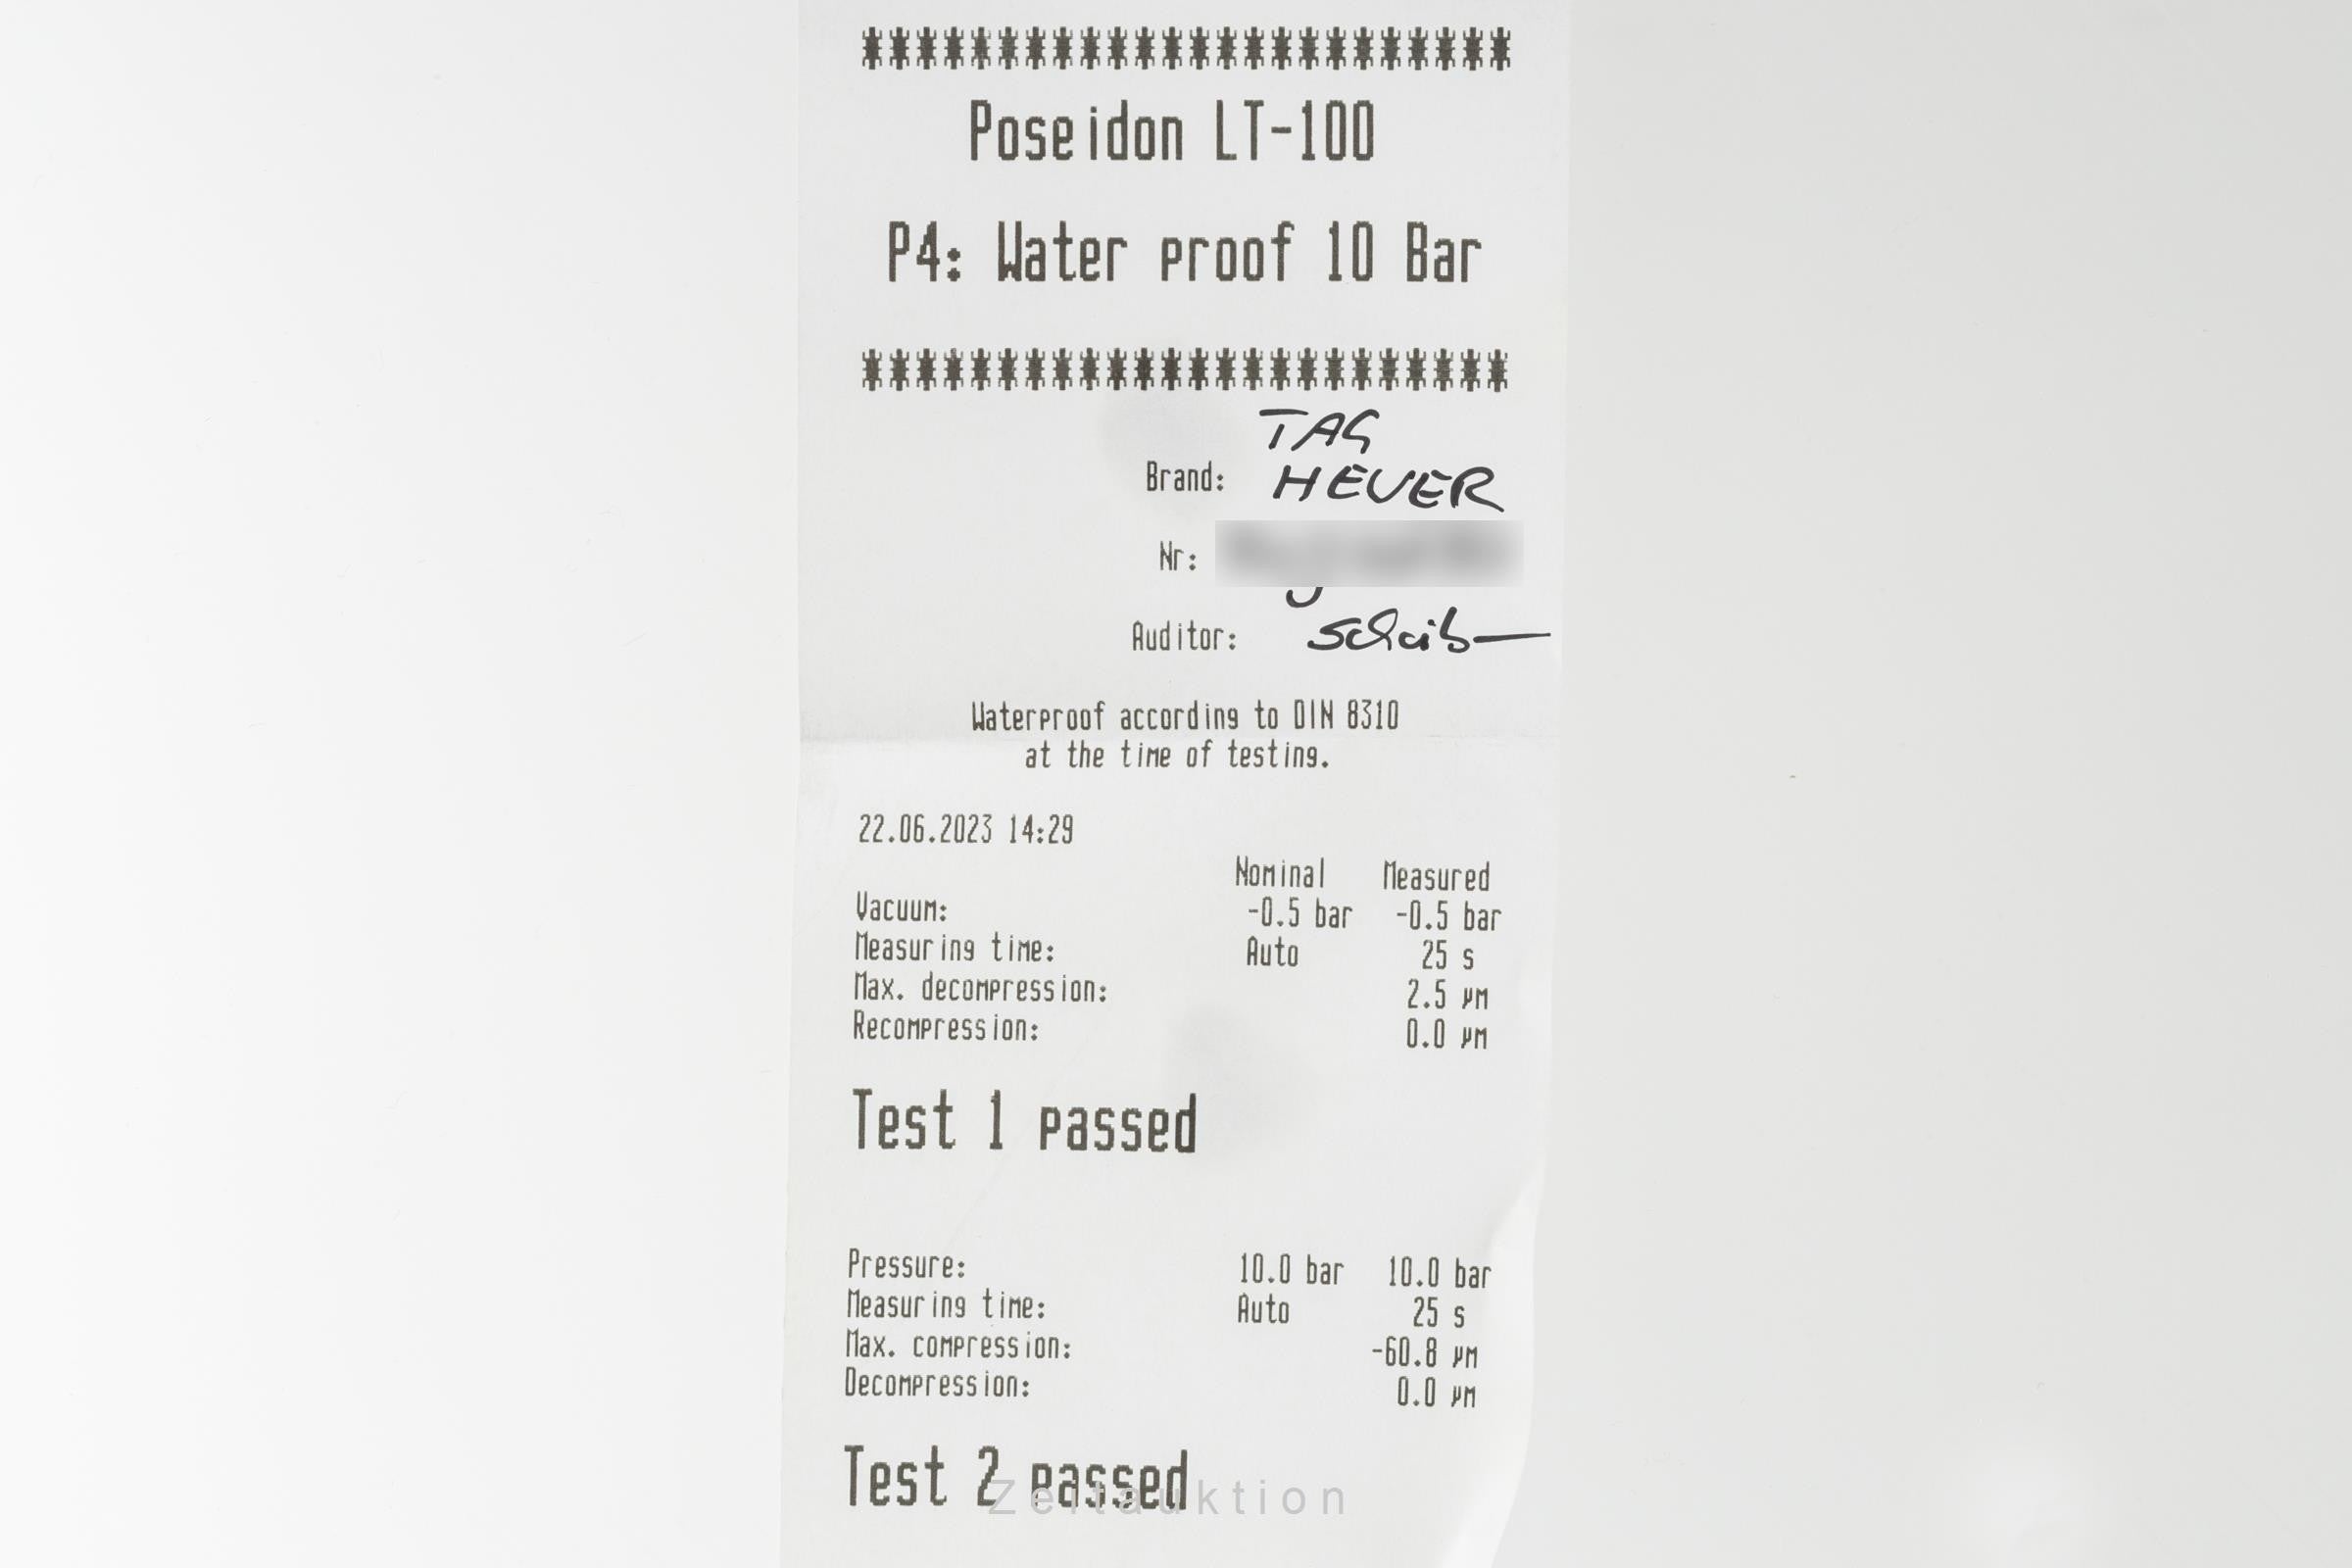 ************************
Poseidon LT-100
P4: Water proof 10 Bar
************************
TAG
Brand: HEUER
Nr:
Auditor:
Waterproof according to DIN 8310
at the time of testing.
22.06.2023 14:29
Nominal Measured
Vacuum: -0.5 bar -0.5 bar
Measuring time: Auto 25 s
Max. decompression: 2.5 µm
Recompression: 0.0 µm
Test 1 passed
Pressure: 10.0 bar 10.0 bar
Measuring time: Auto 25 s
Max. compression: -60.8 µm
Decompression: 0.0 µm
Test 2 passed
Zeitauktion